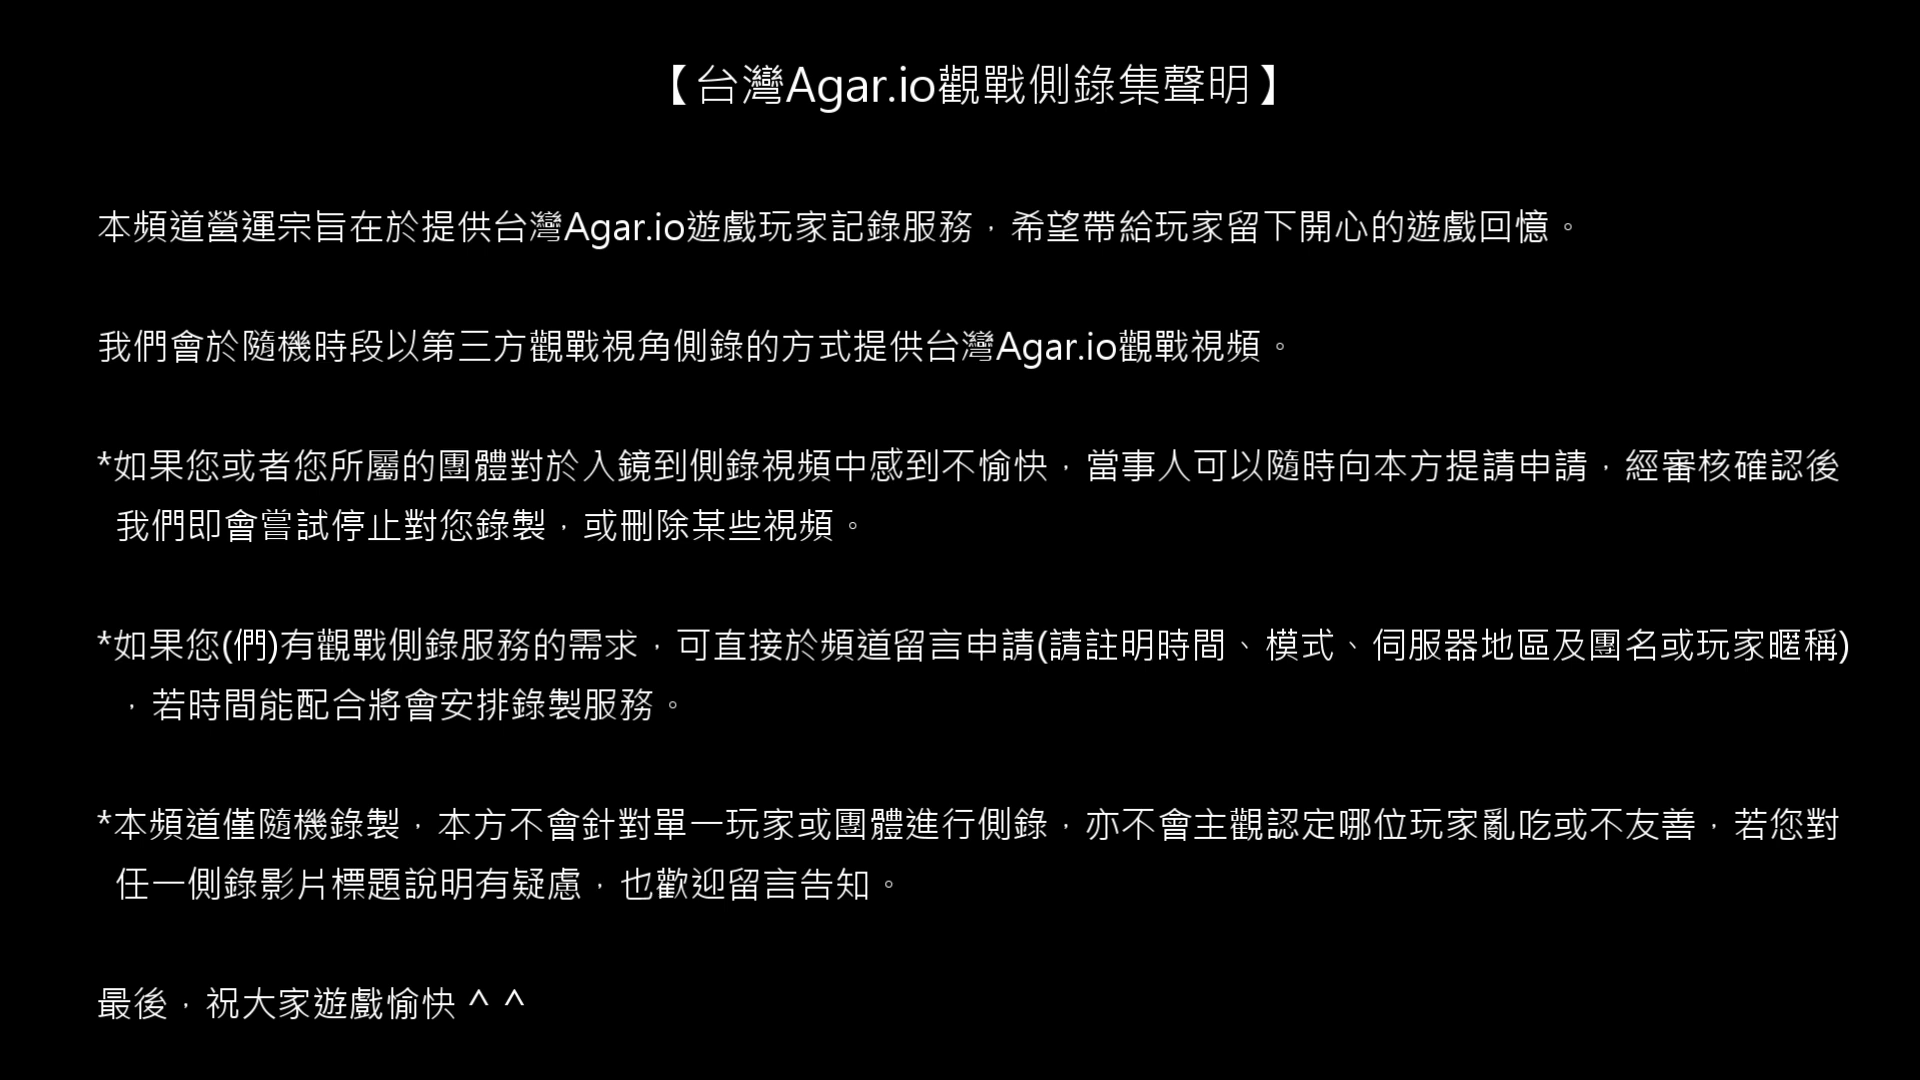 【台灣Agar.io觀戰側錄集聲明】
本頻道營運宗旨在於提供台灣Agar.io遊戲玩家記錄服務，希望帶給玩家留下開心的遊戲回憶。
我們會於隨機時段以第三方觀戰視角側錄的方式提供台灣Agar.io觀戰視頻。
*如果您或者您所屬的團體對於入鏡到側錄視頻中感到不愉快，當事人可以隨時向本方提請申請，經審核確認後
我們即會嘗試停止對您錄製，或刪除某些視頻。
*如果您(們)有觀戰側錄服務的需求，可直接於頻道留言申請(請註明時間、模式、伺服器地區及團名或玩家暱稱)
，若時間能配合將會安排錄製服務。
*本頻道僅隨機錄製，本方不會針對單一玩家或團體進行側錄，亦不會主觀認定哪位玩家亂吃或不友善，若您對
任一側錄影片標題說明有疑慮，也歡迎留言告知。
最後，祝大家遊戲愉快 ^ ^